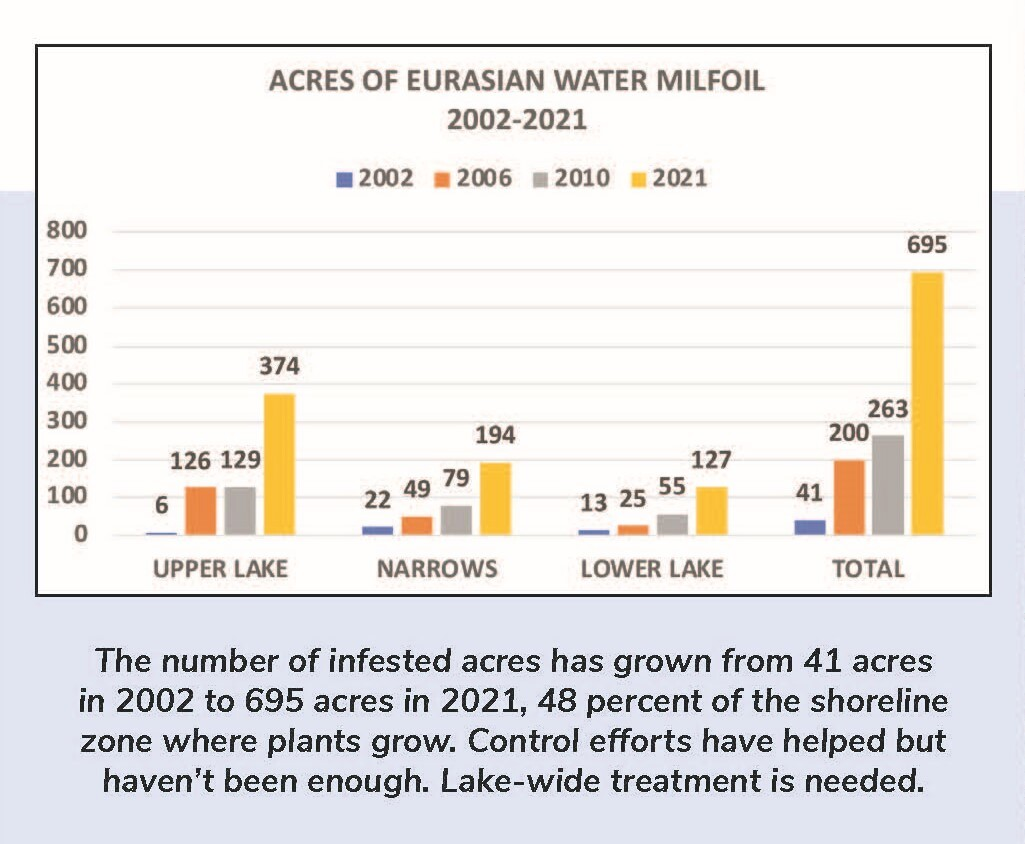 ACRES OF EURASIAN WATER MILFOIL
2002-2021
2002 2006 2010 2021
800
700
600
500
400
300
200
100
0
6 126 129 374
22 49 79 194
13 25 55 127
41 200 263 695
UPPER LAKE NARROWS LOWER LAKE TOTAL
The number of infested acres has grown from 41 acres
in 2002 to 695 acres in 2021, 48 percent of the shoreline
zone where plants grow. Control efforts have helped but
haven't been enough. Lake-wide treatment is needed.